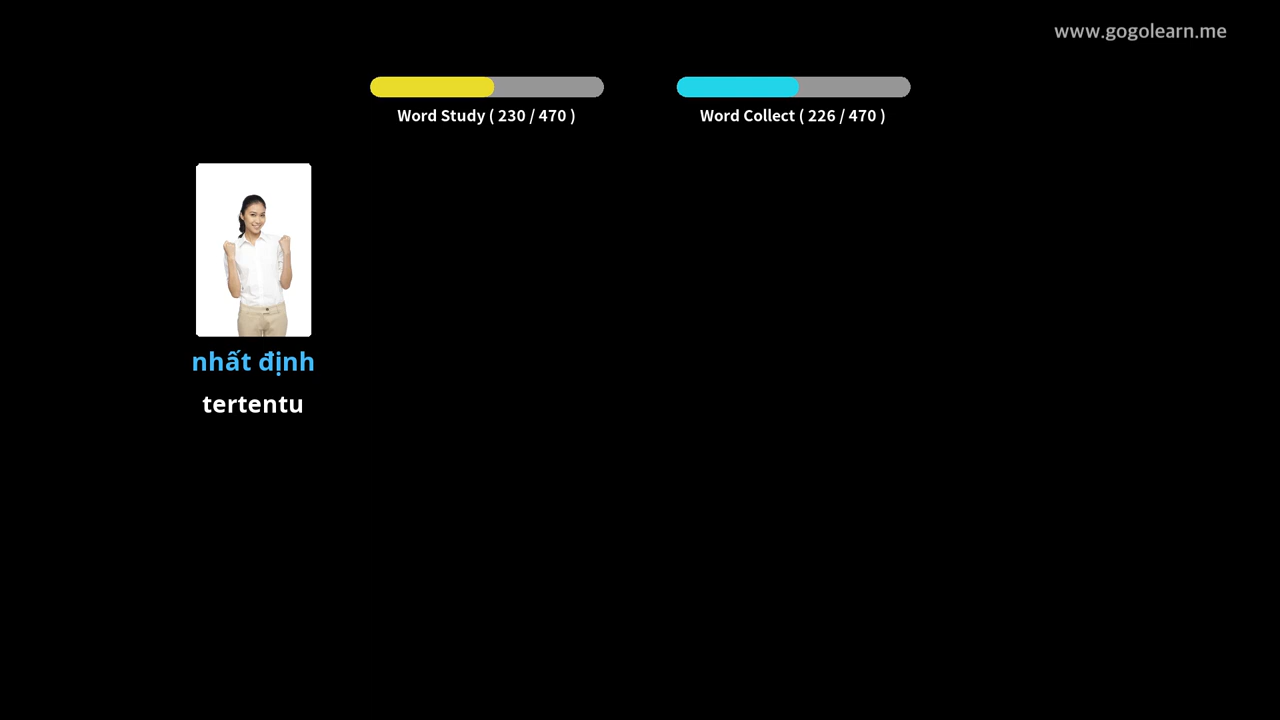 www.gogolearn.me
Word Study ( 230 / 470 )
Word Collect ( 226 / 470 )
nhất định
tertentu